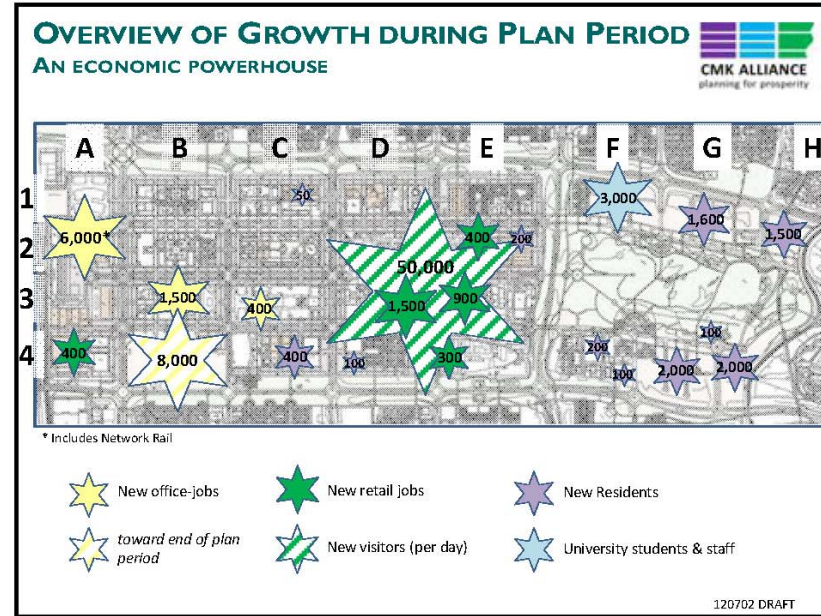 OVERVIEW OF GROWTH DURING PLAN PERIOD
AN ECONOMIC POWERHOUSE
CMK ALLIANCE
planning for prosperity
A B C D E F G H
1
50
3,000
1,600
1,500
2
6,000*
400
200
50,000
3
1,500
400
1,500
900
4
400
8,000
400
100
300
200
100
100
2,000
2,000
* Includes Network Rail
New office-jobs
New retail jobs
New Residents
toward end of plan
period
New visitors (per day)
University students & staff
120702 DRAFT